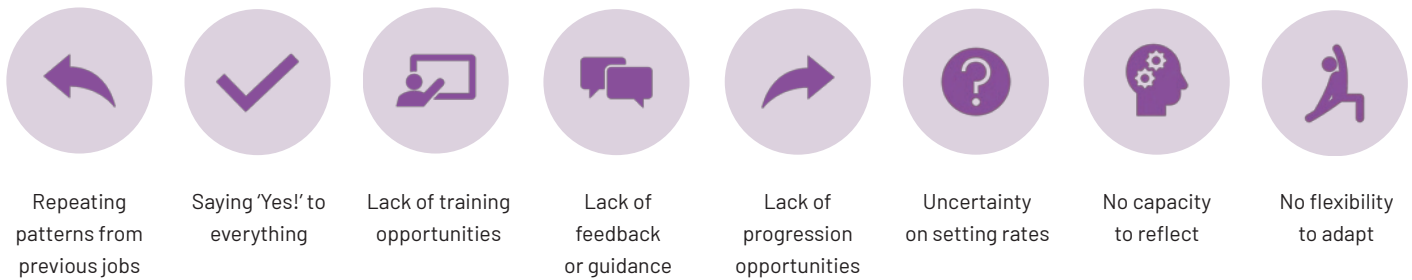 Repeating
patterns from
previous jobs
Saying ‘Yes!’ to
everything
Lack of training
opportunities
Lack of
feedback
or guidance
Lack of
progression
opportunities
Uncertainty
on setting rates
No capacity
to reflect
No flexibility
to adapt